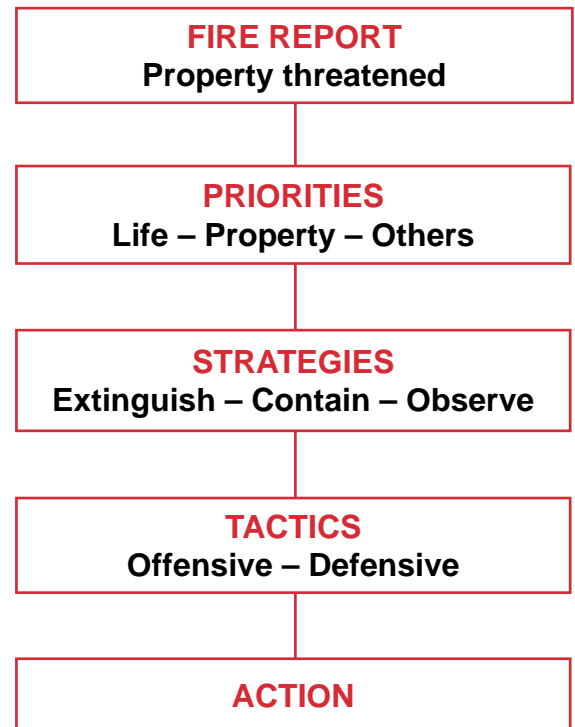 FIRE REPORT
Property threatened
PRIORITIES
Life – Property – Others
STRATEGIES
Extinguish – Contain – Observe
TACTICS
Offensive – Defensive
ACTION